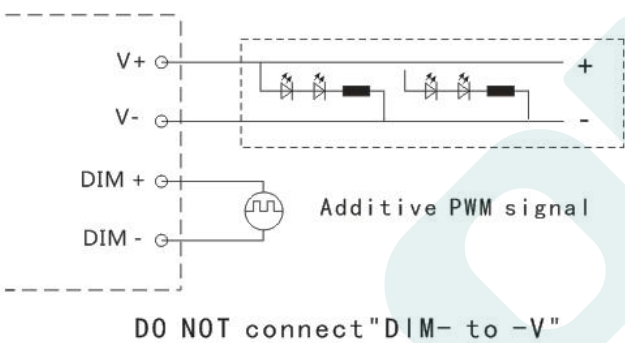 V+
+
V-
-
DIM +
Additive PWM signal
DIM -
DO NOT connect"DIM- to -V"